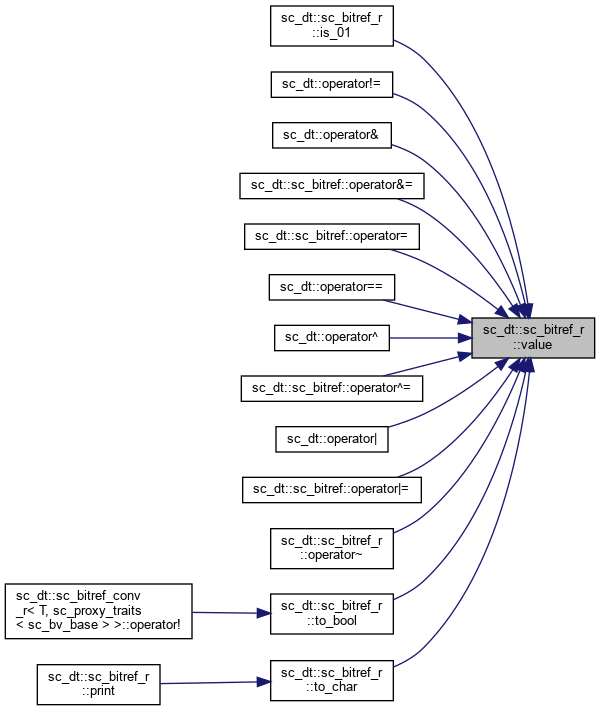 sc_dt::sc_bitref_r
::is_01
sc_dt::operator!=
sc_dt::operator&
sc_dt::sc_bitref::operator&=
sc_dt::sc_bitref::operator=
sc_dt::operator==
sc_dt::sc_bitref_r
::value
sc_dt::operator^
sc_dt::sc_bitref::operator^=
sc_dt::operator|
sc_dt::sc_bitref::operator|=
sc_dt::sc_bitref_r
::operator~
sc_dt::sc_bitref_conv
_r< T, sc_proxy_traits
< sc_bv_base > >::operator!
sc_dt::sc_bitref_r
::to_bool
sc_dt::sc_bitref_r
::print
sc_dt::sc_bitref_r
::to_char